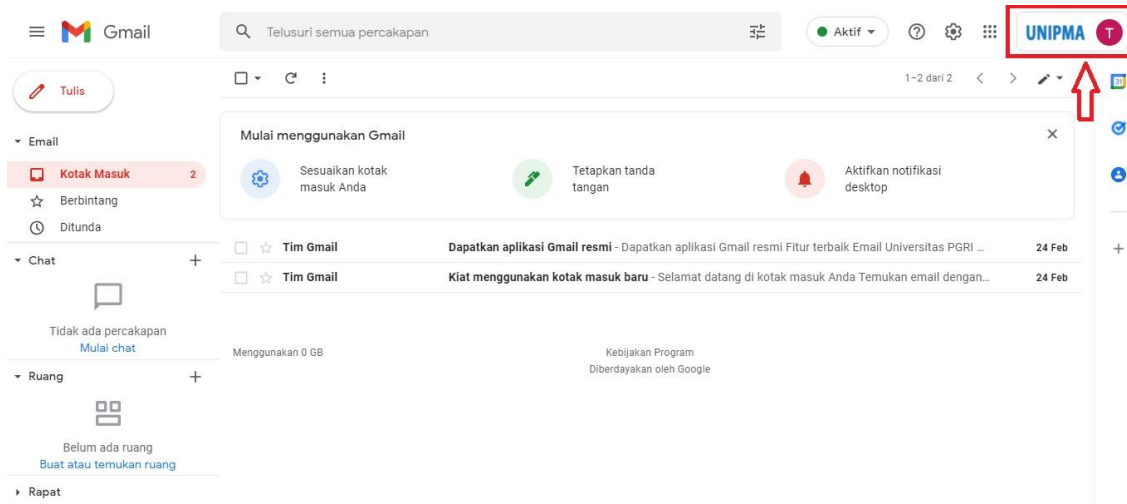 Gmail
Telusuri semua percakapan
Aktif
UNIPMA
T
Tulis
1–2 dari 2
31
Email
Kotak Masuk 2
Berbintang
Ditunda
Chat
Tidak ada percakapan
Mulai chat
Ruang
Belum ada ruang
Buat atau temukan ruang
Rapat
Mulai menggunakan Gmail
Sesuaikan kotak
masuk Anda
Tetapkan tanda
tangan
Aktifkan notifikasi
desktop
Tim Gmail Dapatkan aplikasi Gmail resmi - Dapatkan aplikasi Gmail resmi Fitur terbaik Email Universitas PGRI ... 24 Feb
Tim Gmail Kiat menggunakan kotak masuk baru - Selamat datang di kotak masuk Anda Temukan email dengan... 24 Feb
Menggunakan 0 GB
Kebijakan Program
Diberdayakan oleh Google